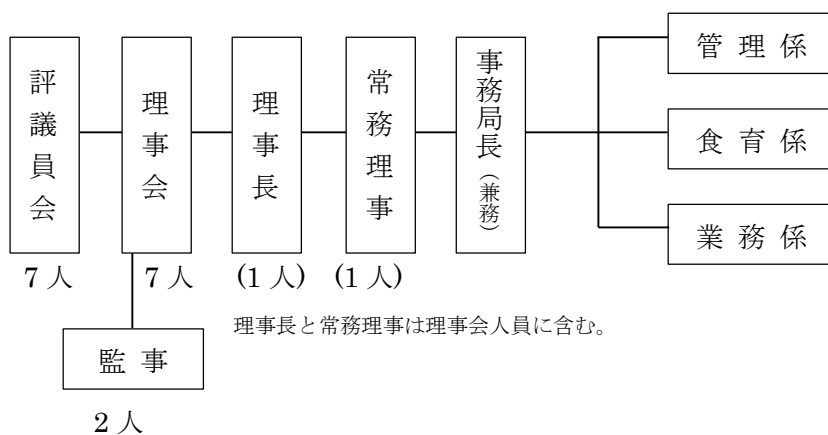 評議員会
理事会
理事長
常務理事
事務局長(兼務)
管理係
食育係
業務係
7人
7人
(1人)
(1人)
理事長と常務理事は理事会人員に含む。
監事
2人